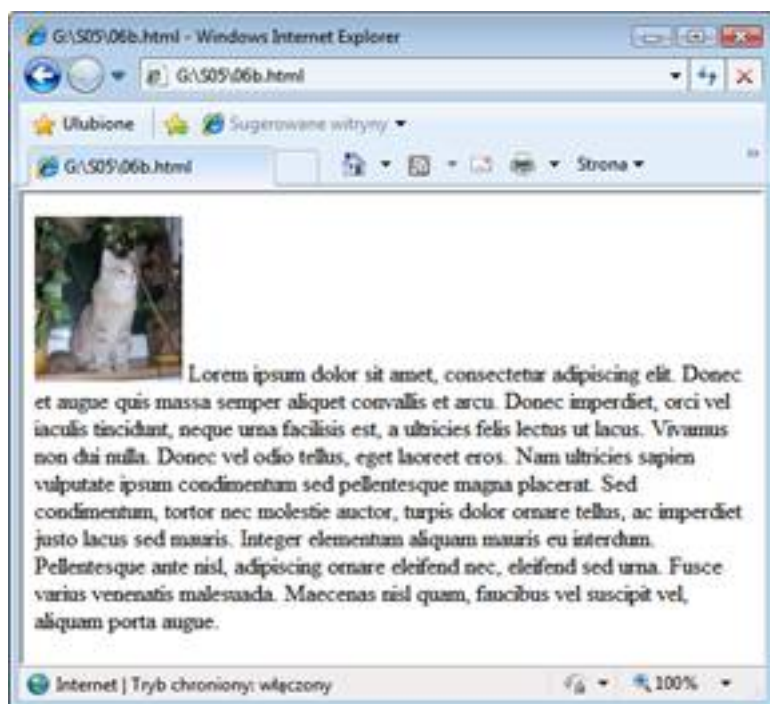 G:\S05\06b.html - Windows Internet Explorer
G:\S05\06b.html
Ulubione Sugerowane witryny
G:\S05\06b.html Strona
Lorem ipsum dolor sit amet, consectetur adipiscing elit. Donec
et augue quis massa semper aliquet convallis et arcu. Donec imperdiet, orci vel
iaculis tincidunt, neque urna facilisis est, a ultricies felis lectus ut lacus. Vivamus
non dui nulla. Donec vel odio tellus, eget laoreet eros. Nam ultricies sapien
vulputate ipsum condimentum sed pellentesque magna placerat. Sed
condimentum, tortor nec molestie auctor, turpis dolor ornare tellus, ac imperdiet
justo lacus sed mauris. Integer elementum aliquam mauris eu interdum.
Pellentesque ante nisl, adipiscing ornare eleifend nec, eleifend sed urna. Fusce
varius venenatis malesuada. Maecenas nisl quam, faucibus vel suscipit vel,
aliquam porta augue.
Internet | Tryb chroniony: włączony 100%